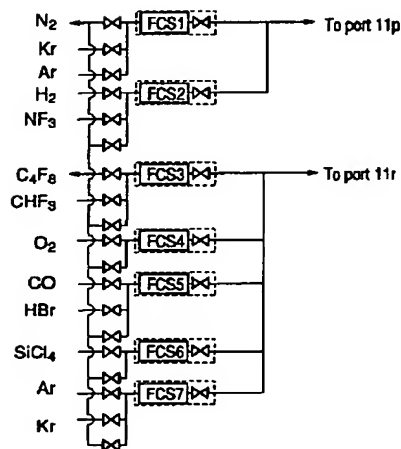 N₂ FCS1 To port 11p
Kr
Ar
H₂ FCS2
NF₃
C₄F₈ FCS3 To port 11r
CHF₃
O₂ FCS4
CO FCS5
HBr
SiCl₄ FCS6
Ar FCS7
Kr